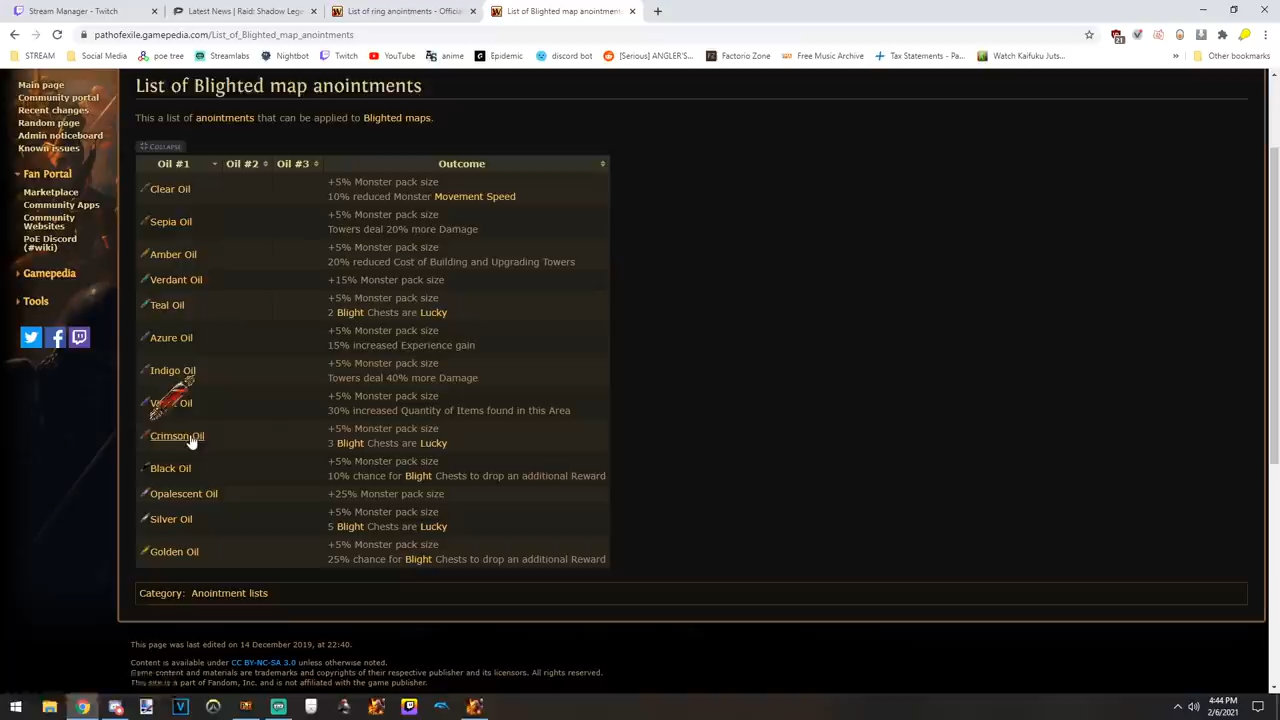 Stream Manager - Twitch
Latest News | Raid: Shadow Lege
List of ring anointments - Offici
List of Blighted map anointments
pathofexile.gamepedia.com/List_of_Blighted_map_anointments
21
STREAM
Social Media
poe tree
Streamlabs
Nightbot
Twitch
YouTube
anime
Epidemic
discord bot
[Serious] ANGLER'S...
Factorio Zone
Free Music Archive
Tax Statements - Pa...
Watch Kaifuku Juts...
»
Other bookmarks
Main page
Community portal
Recent changes
Random page
Admin noticeboard
Known issues
Fan Portal
Marketplace
Community Apps
Community
Websites
PoE Discord
(#wiki)
Gamepedia
Tools
List of Blighted map anointments
This a list of anointments that can be applied to Blighted maps.
COLLAPSE
Oil #1 Oil #2 Oil #3 Outcome
Clear Oil
+5% Monster pack size
10% reduced Monster Movement Speed
Sepia Oil
+5% Monster pack size
Towers deal 20% more Damage
Amber Oil
+5% Monster pack size
20% reduced Cost of Building and Upgrading Towers
Verdant Oil
+15% Monster pack size
Teal Oil
+5% Monster pack size
2 Blight Chests are Lucky
Azure Oil
+5% Monster pack size
15% increased Experience gain
Indigo Oil
+5% Monster pack size
Towers deal 40% more Damage
Oil
+5% Monster pack size
30% increased Quantity of Items found in this Area
Crimson Oil
+5% Monster pack size
3 Blight Chests are Lucky
Black Oil
+5% Monster pack size
10% chance for Blight Chests to drop an additional Reward
Opalescent Oil
+25% Monster pack size
Silver Oil
+5% Monster pack size
5 Blight Chests are Lucky
Golden Oil
+5% Monster pack size
25% chance for Blight Chests to drop an additional Reward
Category: Anointment lists
This page was last edited on 14 December 2019, at 22:40.
Content is available under CC BY-NC-SA 3.0 unless otherwise noted.
Game content and materials are trademarks and copyrights of their respective publisher and its licensors. All rights reserved.
This site is a part of Fandom, Inc. and is not affiliated with the game publisher.
4:44 PM
2/6/2021